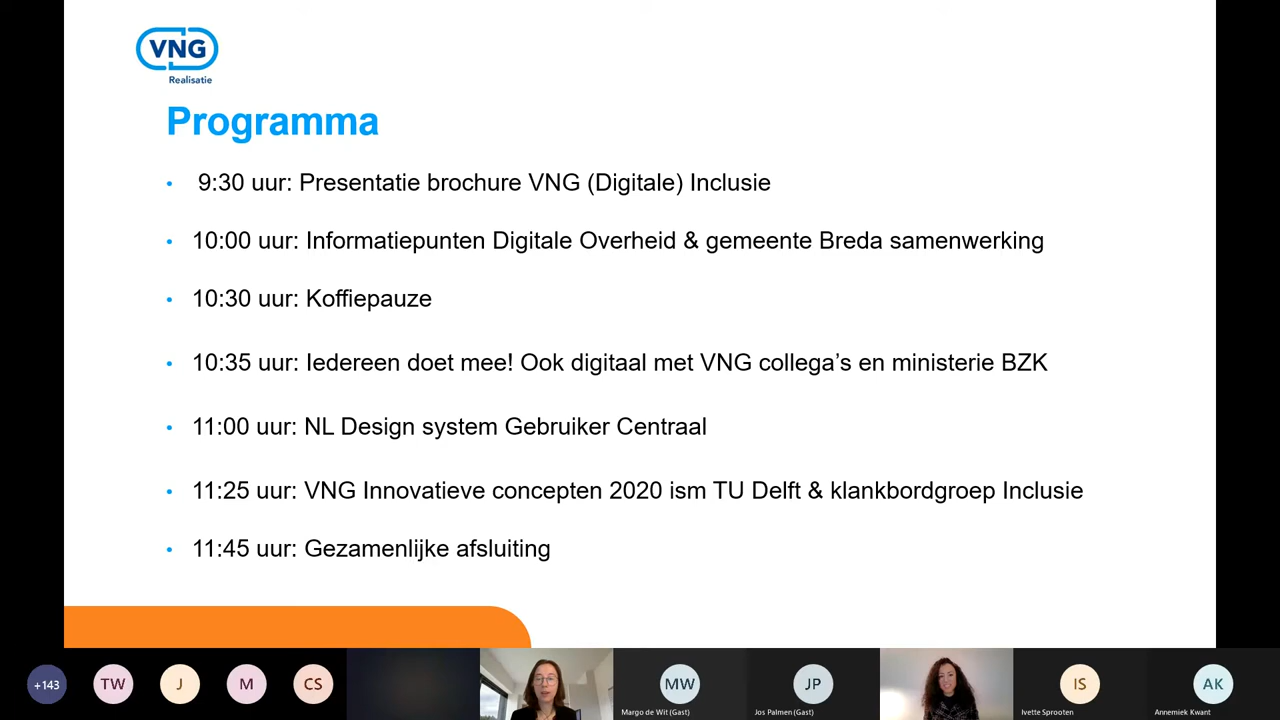 VNG
Realisatie
Programma
• 9:30 uur: Presentatie brochure VNG (Digitale) Inclusie
• 10:00 uur: Informatiepunten Digitale Overheid & gemeente Breda samenwerking
• 10:30 uur: Koffiepauze
• 10:35 uur: Iedereen doet mee! Ook digitaal met VNG collega’s en ministerie BZK
• 11:00 uur: NL Design system Gebruiker Centraal
• 11:25 uur: VNG Innovatieve concepten 2020 ism TU Delft & klankbordgroep Inclusie
• 11:45 uur: Gezamenlijke afsluiting
+143 TW J M CS MW JP IS AK
Margo de Wit (Gast) Jos Palmen (Gast) Ivette Sprooten Annemiek Kwant